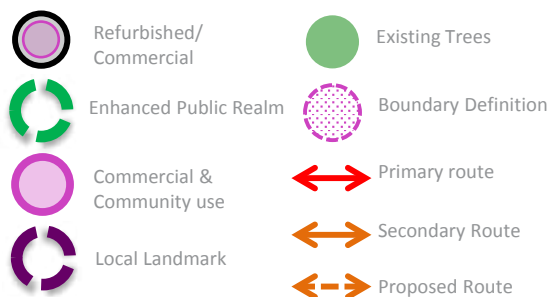 Refurbished/
Commercial
Enhanced Public Realm
Commercial &
Community use
Local Landmark
Existing Trees
Boundary Definition
Primary route
Secondary Route
Proposed Route